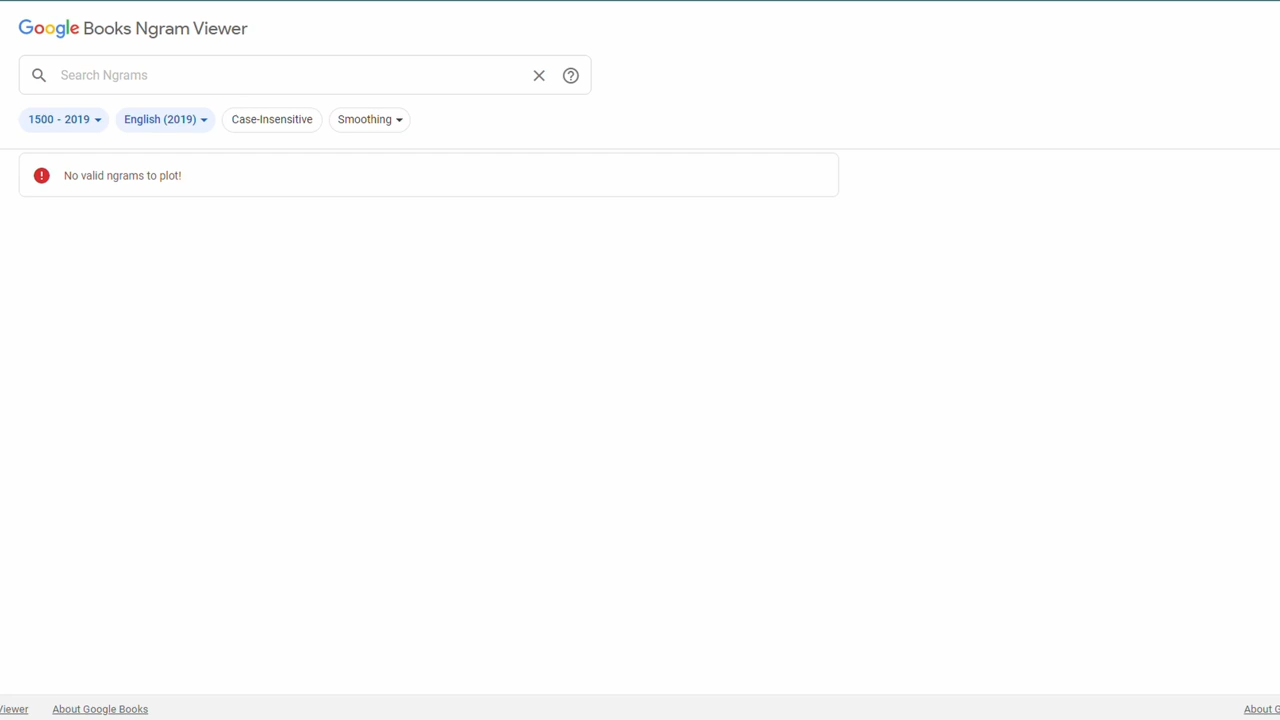 Google Books Ngram Viewer
Search Ngrams
1500 - 2019 English (2019) Case-Insensitive Smoothing
No valid ngrams to plot!
Viewer About Google Books About G